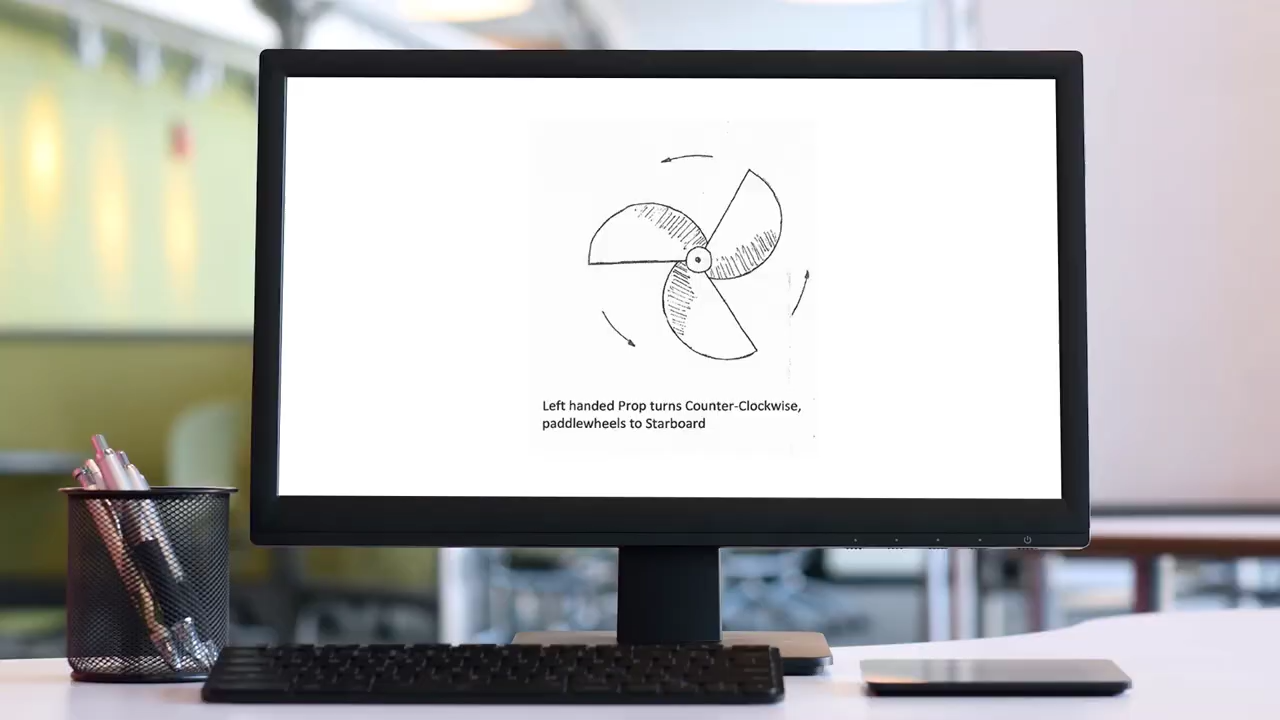 Left handed Prop turns Counter-Clockwise,
paddlewheels to Starboard